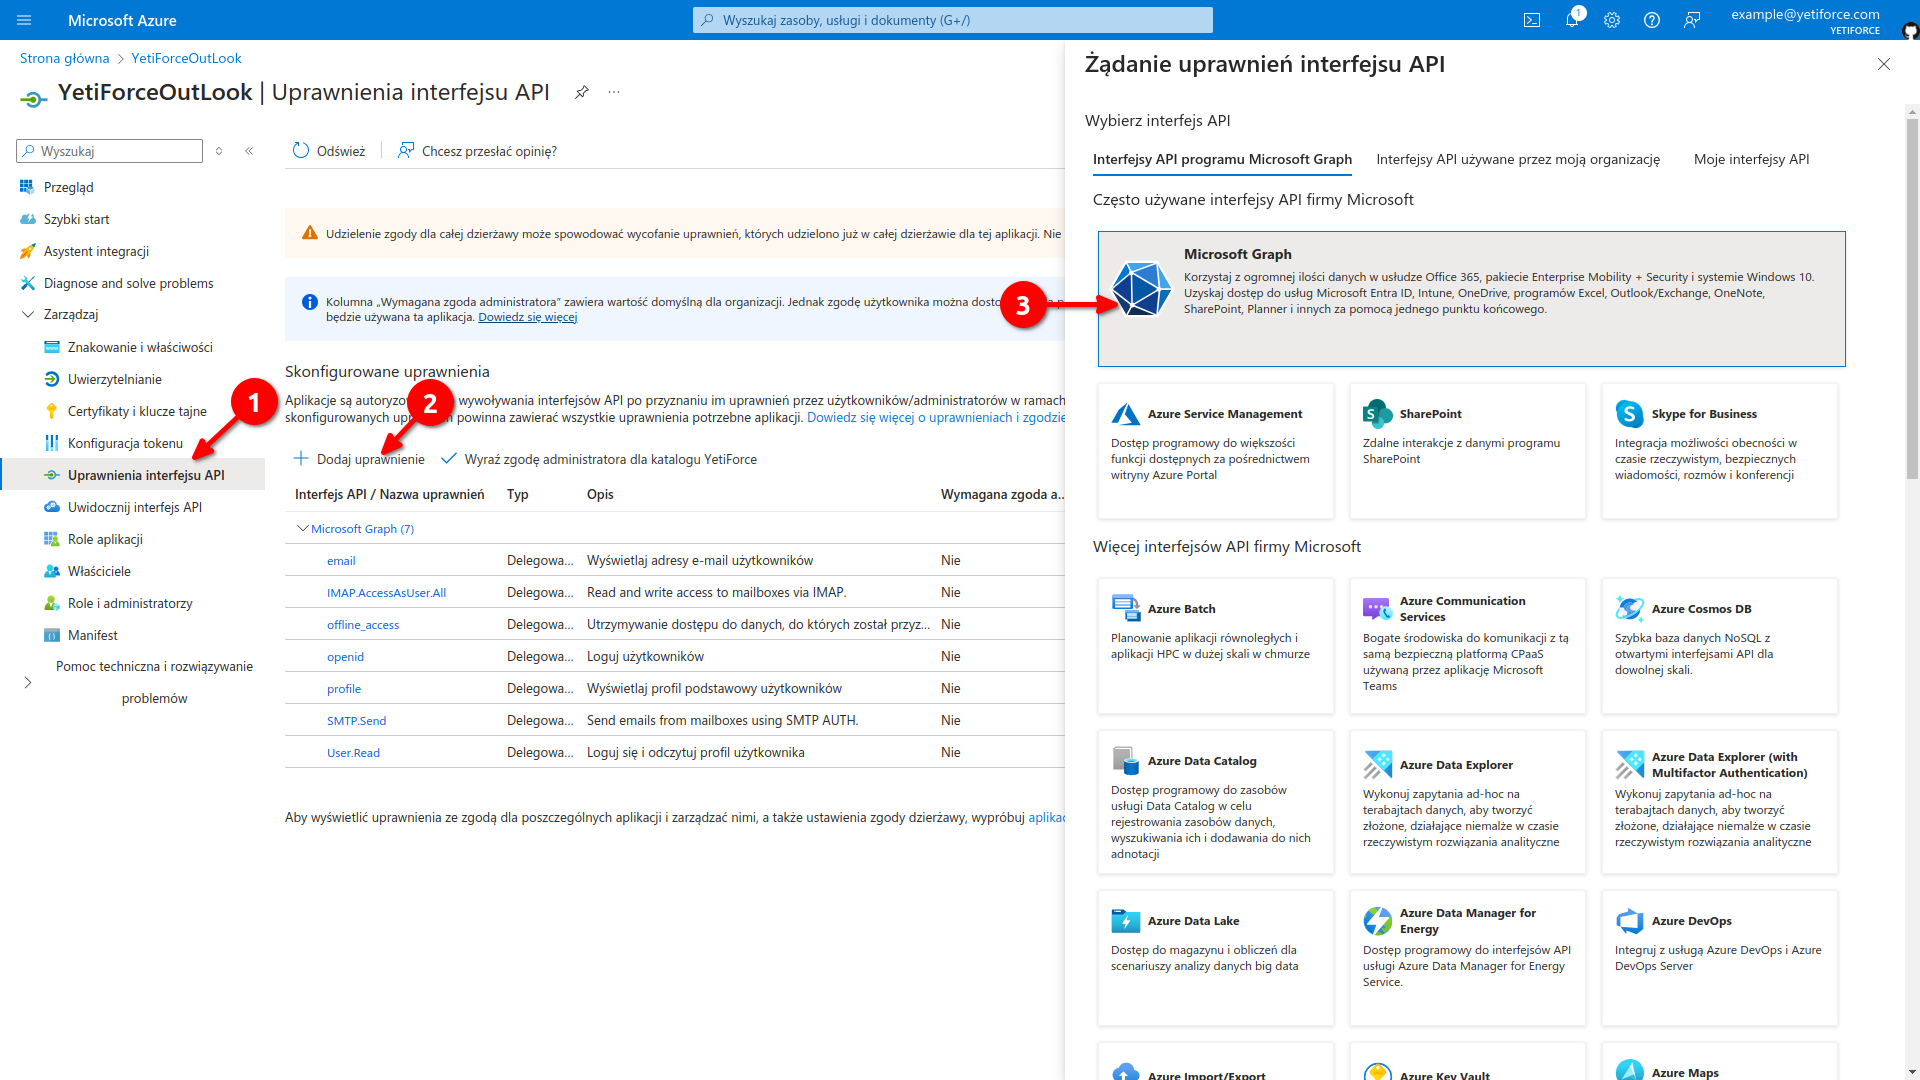 Microsoft Azure
Wyszukaj zasoby, usługi i dokumenty (G+/)
1
example@yetiforce.com
YETIFORCE
Strona główna
YetiForceOutLook
YetiForceOutLook | Uprawnienia interfejsu API
Wyszukaj
Przegląd
Szybki start
Asystent integracji
Diagnose and solve problems
Zarządzaj
Znakowanie i właściwości
Uwierzytelnianie
Certyfikaty i klucze tajne
Konfiguracja tokenu
Uprawnienia interfejsu API
Uwidocznij interfejs API
Role aplikacji
Właściciele
Role i administratorzy
Manifest
Pomoc techniczna i rozwiązywanie
problemów
1
Odśwież
Chcesz przesłać opinię?
Udzielenie zgody dla całej dzierżawy może spowodować wycofanie uprawnień, których udzielono już w całej dzierżawie dla tej aplikacji. Nie
Kolumna „Wymagana zgoda administratora” zawiera wartość domyślną dla organizacji. Jednak zgodę użytkownika można
będzie używana ta aplikacja. Dowiedz się więcej
Skonfigurowane uprawnienia
Aplikacje są wywoływania interfejsów API po przyznaniu im uprawnień przez użytkowników/administratorów w ramach
skonfigurowanych powinna zawierać wszystkie uprawnienia potrzebne aplikacji. Dowiedz się więcej o uprawnieniach i zgodzie
2
Dodaj uprawnienie
Wyraź zgodę administratora dla katalogu YetiForce
Interfejs API / Nazwa uprawnień Typ Opis Wymagana zgoda a...
Microsoft Graph (7)
email Delegowa... Wyświetlaj adresy e-mail użytkowników Nie
IMAP.AccessAsUser.All Delegowa... Read and write access to mailboxes via IMAP. Nie
offline_access Delegowa... Utrzymywanie dostępu do danych, do których został przyz... Nie
openid Delegowa... Loguj użytkowników Nie
profile Delegowa... Wyświetlaj profil podstawowy użytkowników Nie
SMTP.Send Delegowa... Send emails from mailboxes using SMTP AUTH. Nie
User.Read Delegowa... Loguj się i odczytuj profil użytkownika Nie
Aby wyświetlić uprawnienia ze zgodą dla poszczególnych aplikacji i zarządzać nimi, a także ustawienia zgody dzierżawy, wypróbuj
Żądanie uprawnień interfejsu API
Wybierz interfejs API
Interfejsy API programu Microsoft Graph
Interfejsy API używane przez moją organizację
Moje interfejsy API
Często używane interfejsy API firmy Microsoft
3
Microsoft Graph
Korzystaj z ogromnej ilości danych w usłudze Office 365, pakiecie Enterprise Mobility + Security i systemie Windows 10.
Uzyskaj dostęp do usług Microsoft Entra ID, Intune, OneDrive, programów Excel, Outlook/Exchange, OneNote,
SharePoint, Planner i innych za pomocą jednego punktu końcowego.
Azure Service Management
Dostęp programowy do większości
funkcji dostępnych za pośrednictwem
witryny Azure Portal
SharePoint
Zdalne interakcje z danymi programu
SharePoint
Skype for Business
Integracja możliwości obecności w
czasie rzeczywistym, bezpiecznych
wiadomości, rozmów i konferencji
Więcej interfejsów API firmy Microsoft
Azure Batch
Planowanie aplikacji równoległych i
aplikacji HPC w dużej skali w chmurze
Azure Communication
Services
Bogate środowiska do komunikacji z tą
samą bezpieczną platformą CPaaS
używaną przez aplikację Microsoft
Teams
Azure Cosmos DB
Szybka baza danych NoSQL z
otwartymi interfejsami API dla
dowolnej skali.
Azure Data Catalog
Dostęp programowy do zasobów
usługi Data Catalog w celu
rejestrowania zasobów danych,
wyszukiwania ich i dodawania do nich
adnotacji
Azure Data Explorer
Wykonuj zapytania ad-hoc na
terabajtach danych, aby tworzyć
złożone, działające niemalże w czasie
rzeczywistym rozwiązania analityczne
Azure Data Explorer (with
Multifactor Authentication)
Wykonuj zapytania ad-hoc na
terabajtach danych, aby tworzyć
złożone, działające niemalże w czasie
rzeczywistym rozwiązania analityczne
Azure Data Lake
Dostęp do magazynu i obliczeń dla
scenariuszy analizy danych big data
Azure Data Manager for
Energy
Dostęp programowy do interfejsów API
usługi Azure Data Manager for Energy
Service.
Azure DevOps
Integruj z usługą Azure DevOps i Azure
DevOps Server
Azure Import/Export
Azure Key Vault
Azure Maps